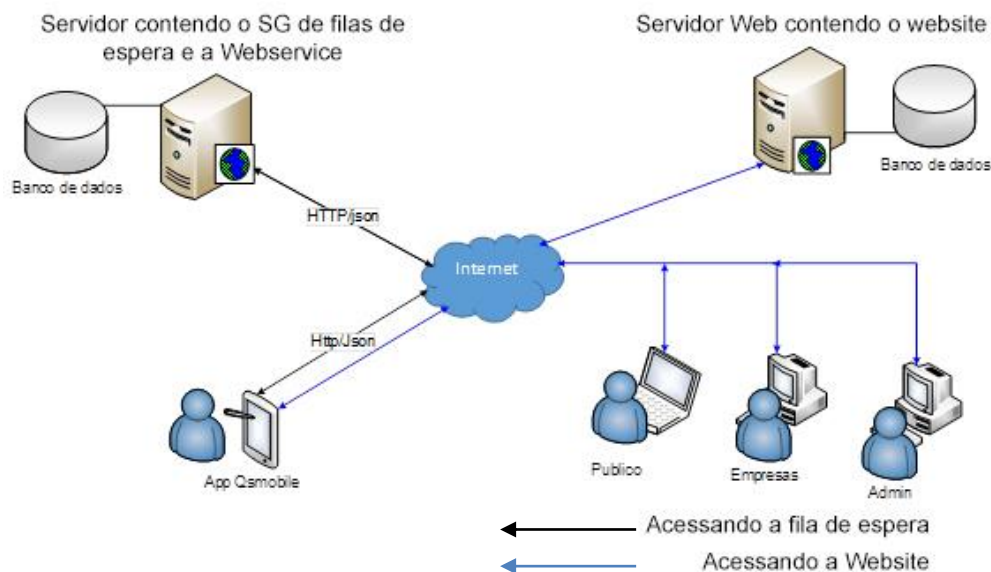 Servidor contendo o SG de filas de
espera e a Webservice
Servidor Web contendo o website
Banco de dados
Banco de dados
HTTP/json
Internet
Http/Json
App Qsmobile
Publico
Empresas
Admin
Acessando a fila de espera
Acessando a Website